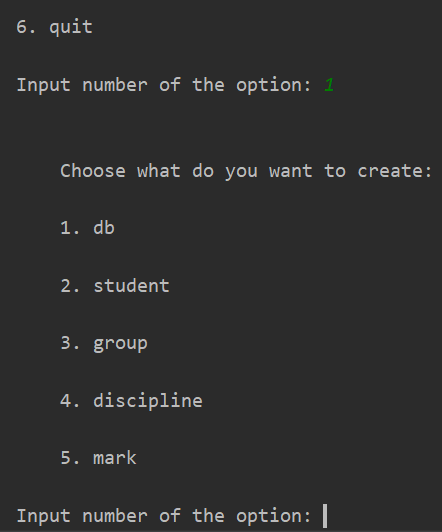 6. quit
Input number of the option: 1
Choose what do you want to create:
1. db
2. student
3. group
4. discipline
5. mark
Input number of the option: